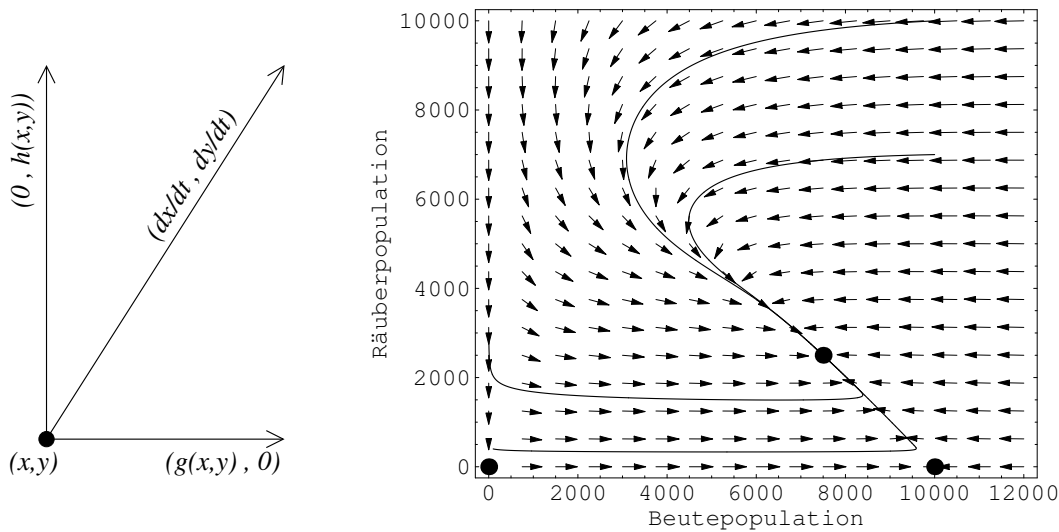 (0 , h(x,y))
(dx/dt , dy/dt)
(x,y)
(g(x,y) , 0)
Räuberpopulation
10000
8000
6000
4000
2000
0
0 2000 4000 6000 8000 10000 12000
Beutepopulation